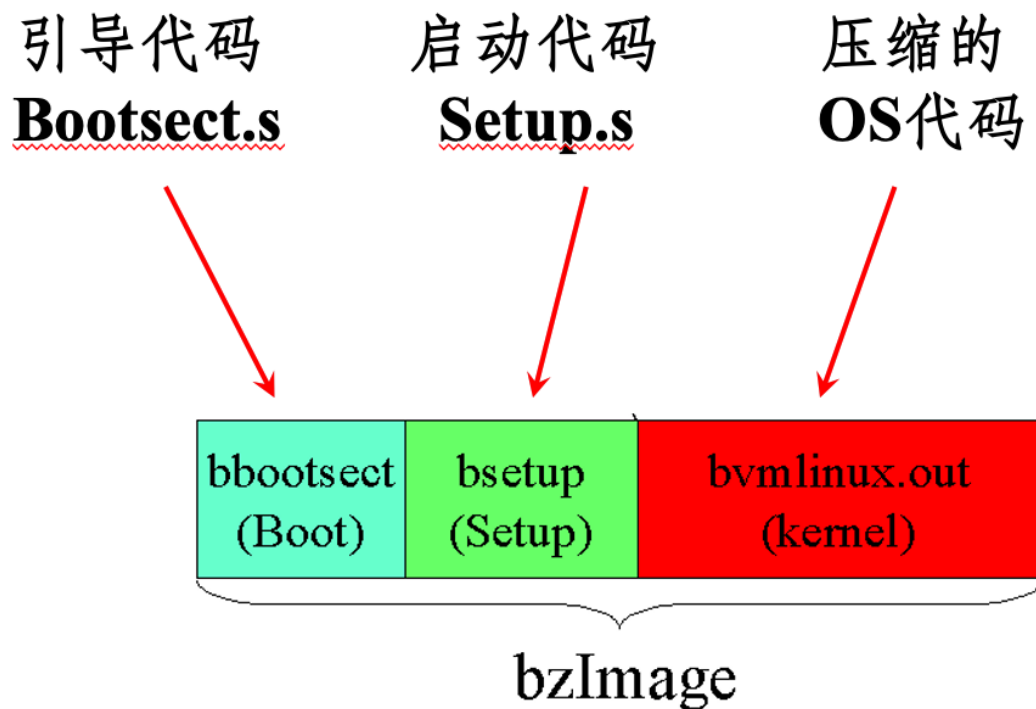 引导代码
Bootsect.s
启动代码
Setup.s
压缩的
OS代码
bbootsect
(Boot)
bsetup
(Setup)
bvmlinux.out
(kernel)
bzImage